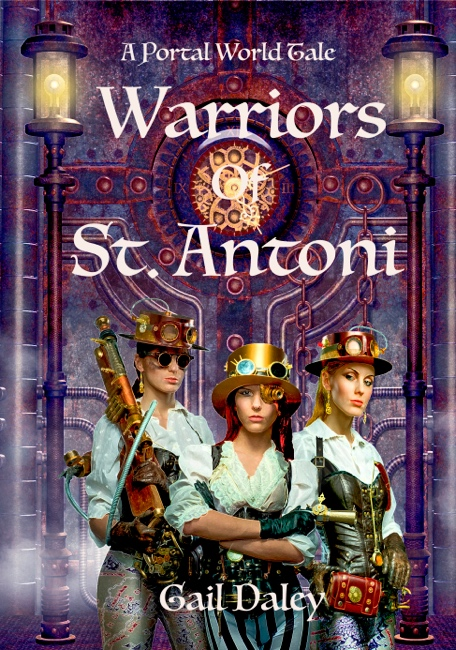 A Portal World Tale
Warriors
Of
St. Antoni
Gail Daley